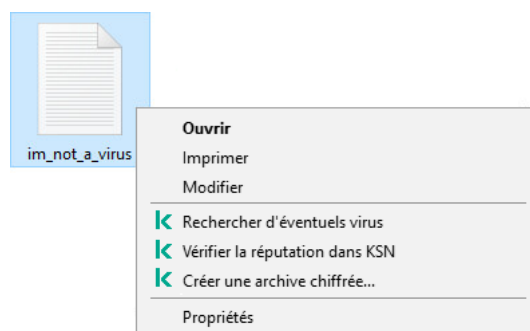 im_not_a_virus
Ouvrir
Imprimer
Modifier
Rechercher d'éventuels virus
Vérifier la réputation dans KSN
Créer une archive chiffrée...
Propriétés